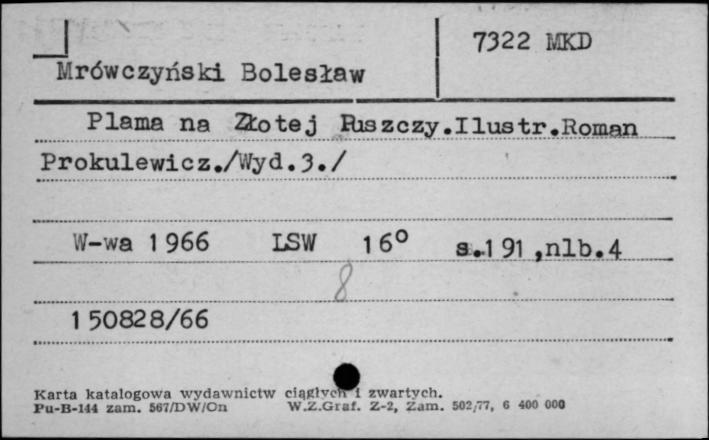 7322 MKD
Mrówczyński Bolesław
Plama na Złotej Puszczy.Ilustr.Roman
Prokulewicz./Wyd.3./
W-wa 1966 LSW 16° s.191,nlb.4
8
150828/66
Karta katalogowa wydawnictw ciągłych i zwartych.
Pu-B-144 zam. 567/DW/On W.Z.Graf. Z-2, Zam. 502/77, 6 400 000